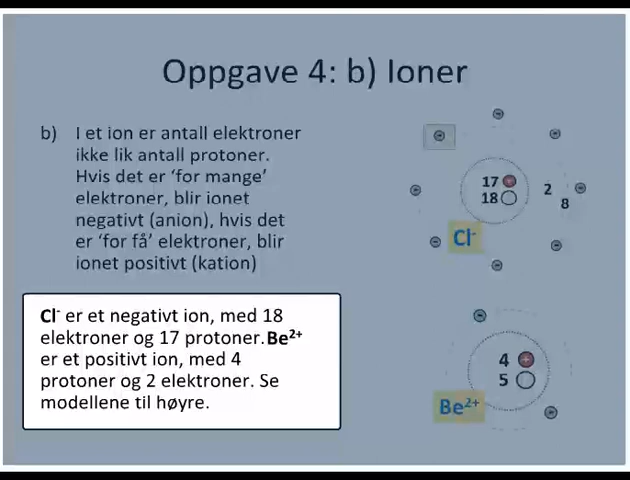 Oppgave 4: b) Ioner
b) I et ion er antall elektroner
ikke lik antall protoner.
Hvis det er ‘for mange’
elektroner, blir ionet
negativt (anion), hvis det
er ‘for få’ elektroner, blir
ionet positivt (kation)
Cl⁻ er et negativt ion, med 18
elektroner og 17 protoner.Be²⁺
er et positivt ion, med 4
protoner og 2 elektroner. Se
modellene til høyre.
17 +
18
2
8
Cl⁻
4 +
5
Be²⁺